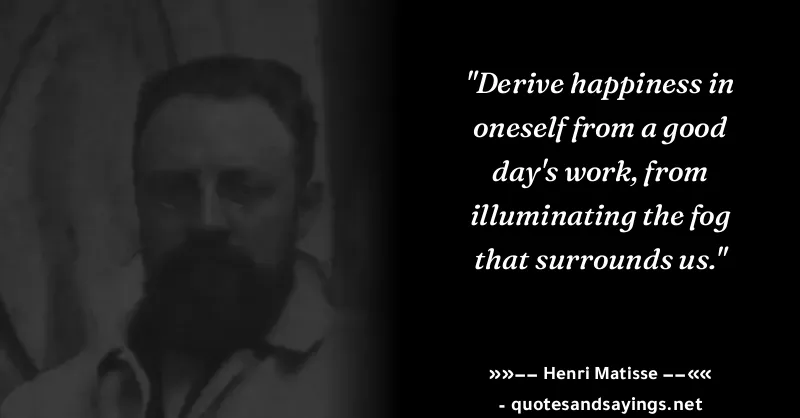 "Derive happiness in
oneself from a good
day's work, from
illuminating the fog
that surrounds us."
»»–– Henri Matisse ––««
- quotesandsayings.net